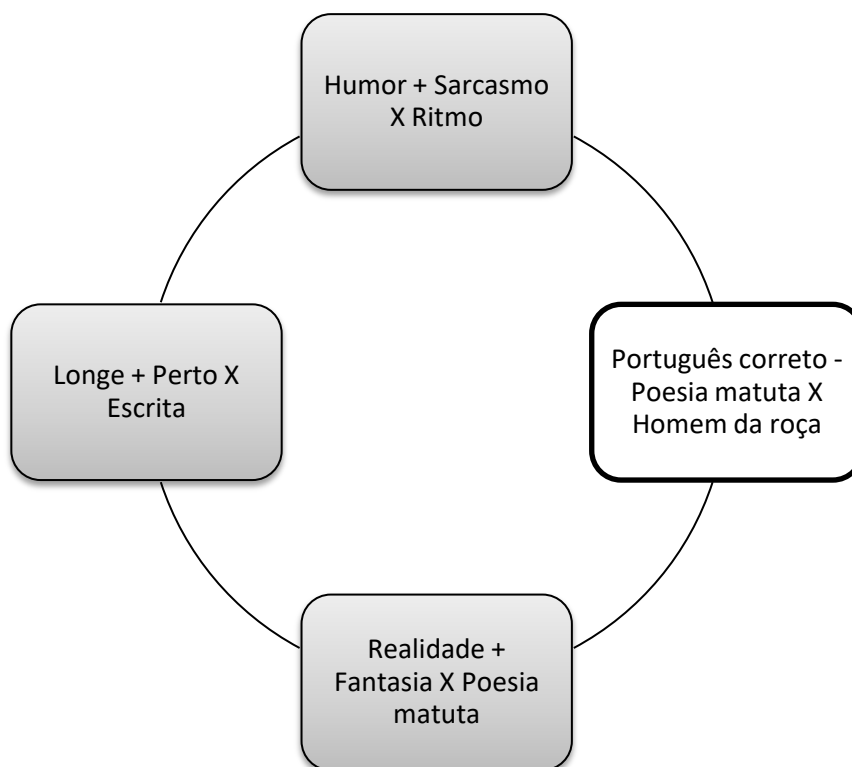 Humor + Sarcasmo
X Ritmo
Português correto -
Poesia matuta X
Homem da roça
Realidade +
Fantasia X Poesia
matuta
Longe + Perto X
Escrita